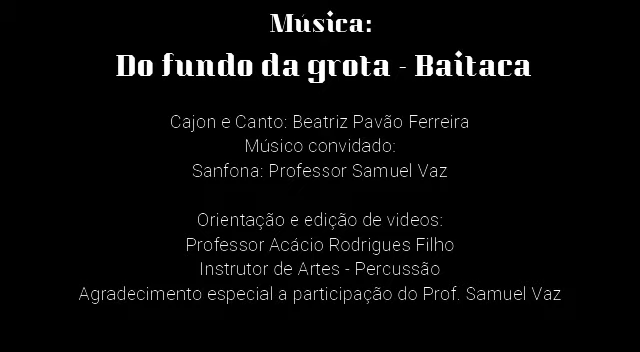 Música:
Do fundo da grota - Baitaca
Cajon e Canto: Beatriz Pavão Ferreira
Músico convidado:
Sanfona: Professor Samuel Vaz
Orientação e edição de videos:
Professor Acácio Rodrigues Filho
Instrutor de Artes - Percussão
Agradecimento especial a participação do Prof. Samuel Vaz